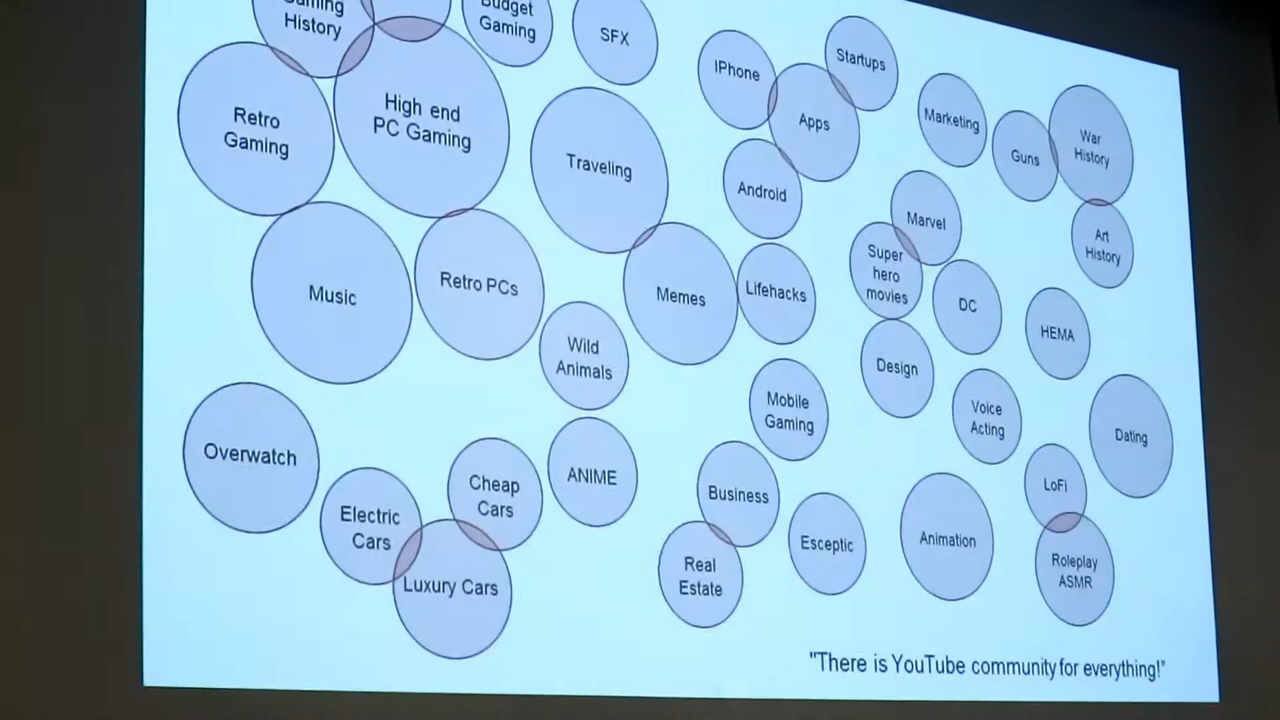 Gaming
History
Budget
Gaming
SFX
IPhone
Startups
Apps
Marketing
Guns
War
History
Retro
Gaming
High end
PC Gaming
Traveling
Android
Marvel
Art
History
Music
Retro PCs
Memes
Lifehacks
Super
hero
movies
DC
HEMA
Wild
Animals
Design
Mobile
Gaming
Voice
Acting
Dating
Overwatch
Electric
Cars
Cheap
Cars
ANIME
Business
LoFi
Luxury Cars
Real
Estate
Esceptic
Animation
Roleplay
ASMR
"There is YouTube community for everything!"